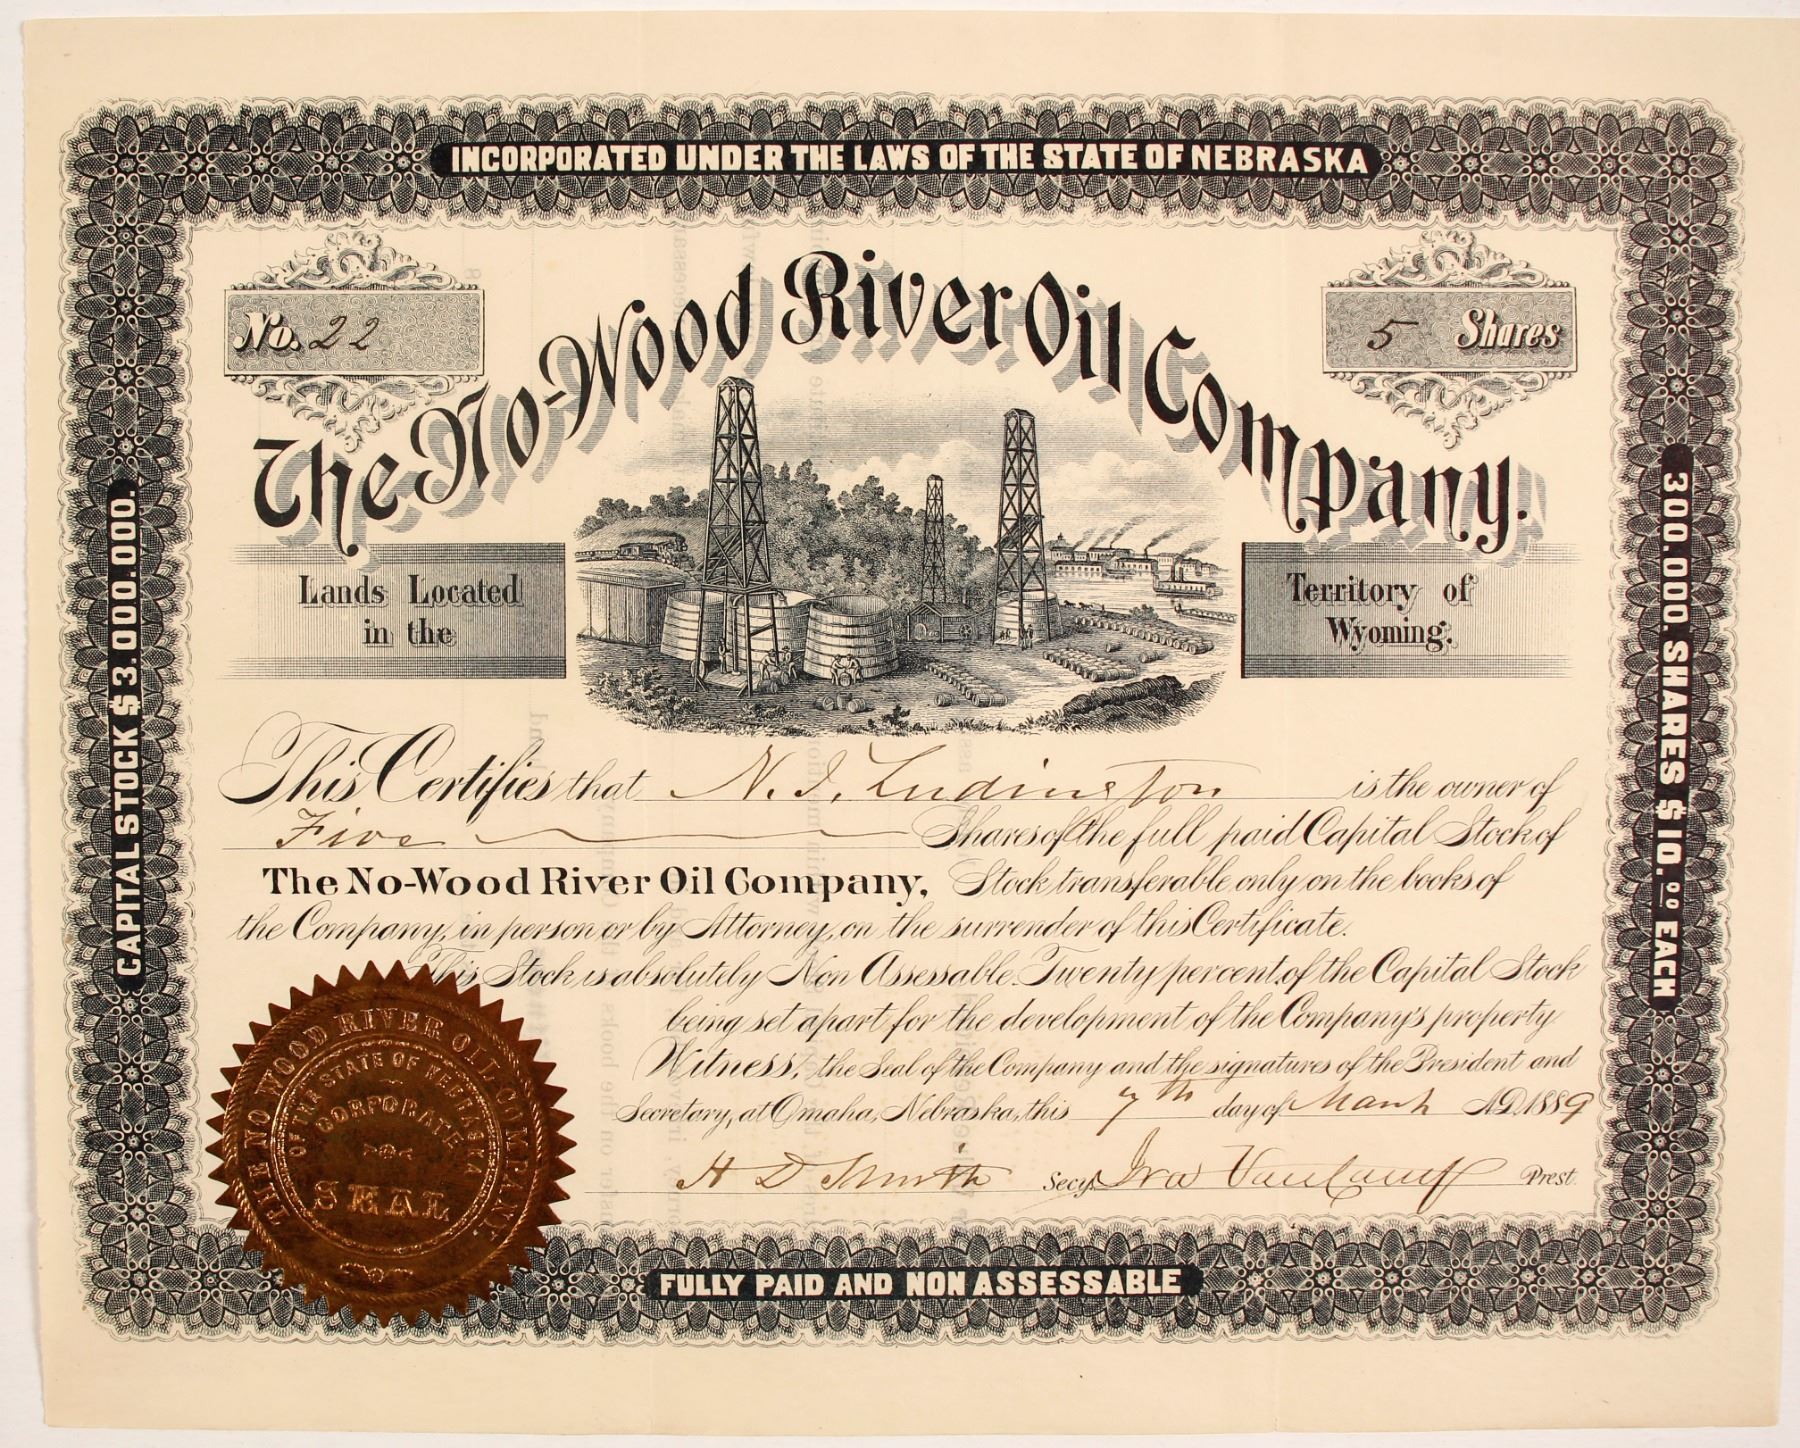 INCORPORATED UNDER THE LAWS OF THE STATE OF NEBRASKA
No. 22
5 Shares
The No-Wood River Oil Company.
Lands Located
in the
Territory of
Wyoming.
CAPITAL STOCK $3.000.000.
300.000, SHARES $10.00 EACH
This Certifies that N. I. Ludington is the owner of
Five Shares of the full paid Capital Stock of
The No-Wood River Oil Company, Stock transferable only on the books of
the Company, in person or by Attorney, on the surrender of this Certificate.
This Stock is absolutely Non Assessable. Twenty percent. of the Capital Stock
being set apart for the development of the Company's property
Witness, the Seal of the Company and the signatures of the President and
Secretary, at Omaha, Nebraska, this 7th day of March A.D. 1889
H D Smith Secy. Ira Prest.
THE NO WOOD RIVER OIL COMPANY.
OF THE STATE OF NEBRASKA
CORPORATE
SEAL
FULLY PAID AND NON ASSESSABLE